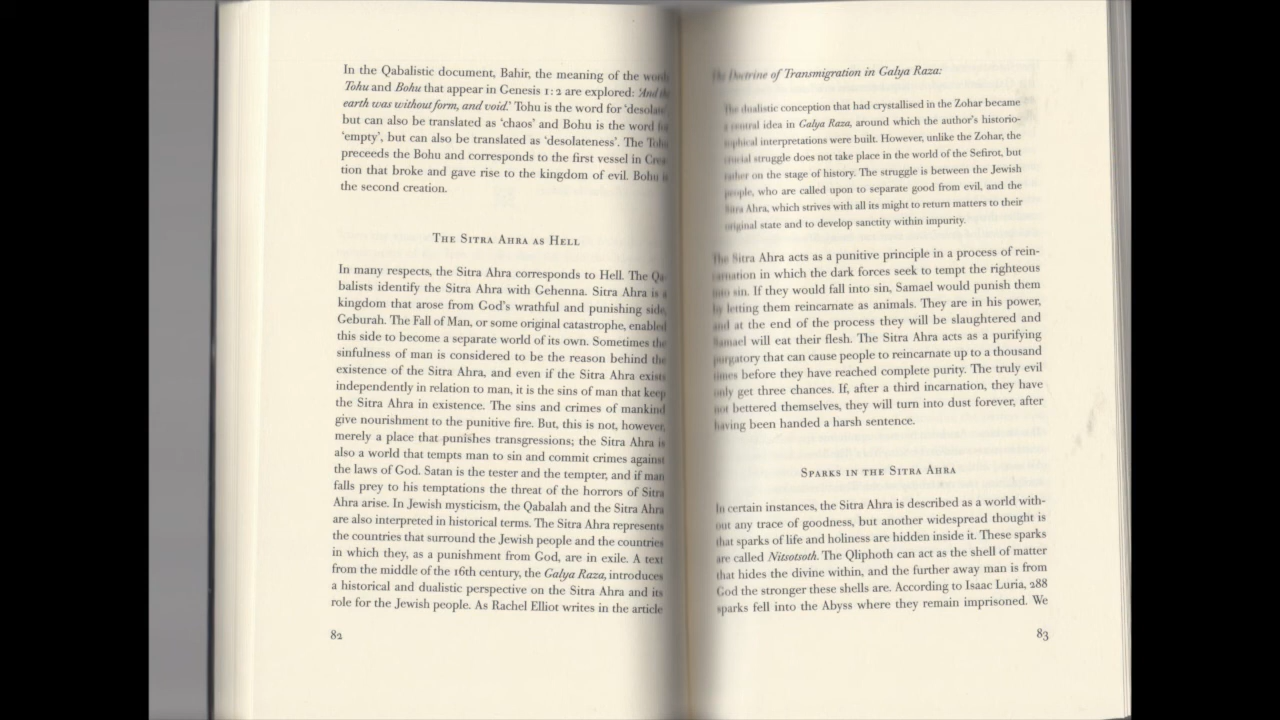 In the Qabalistic document, Bahir, the meaning of the words
Tohu and Bohu that appear in Genesis 1:2 are explored: 'And the
earth was without form, and void.' Tohu is the word for 'desolate',
but can also be translated as 'chaos' and Bohu is the word for
'empty', but can also be translated as 'desolateness'. The Tohu
preceeds the Bohu and corresponds to the first vessel in Crea-
tion that broke and gave rise to the kingdom of evil. Bohu is
the second creation.
The Sitra Ahra as Hell
In many respects, the Sitra Ahra corresponds to Hell. The Qa-
balists identify the Sitra Ahra with Gehenna. Sitra Ahra is a
kingdom that arose from God's wrathful and punishing side,
Geburah. The Fall of Man, or some original catastrophe, enabled
this side to become a separate world of its own. Sometimes the
sinfulness of man is considered to be the reason behind the
existence of the Sitra Ahra, and even if the Sitra Ahra exists
independently in relation to man, it is the sins of man that keep
the Sitra Ahra in existence. The sins and crimes of mankind
give nourishment to the punitive fire. But, this is not, however,
merely a place that punishes transgressions; the Sitra Ahra is
also a world that tempts man to sin and commit crimes against
the laws of God. Satan is the tester and the tempter, and if man
falls prey to his temptations the threat of the horrors of Sitra
Ahra arise. In Jewish mysticism, the Qabalah and the Sitra Ahra
are also interpreted in historical terms. The Sitra Ahra represents
the countries that surround the Jewish people and the countries
in which they, as a punishment from God, are in exile. A text
from the middle of the 16th century, the Galya Raza, introduces
a historical and dualistic perspective on the Sitra Ahra and its
role for the Jewish people. As Rachel Elliot writes in the article
82
The Doctrine of Transmigration in Galya Raza:
The dualistic conception that had crystallised in the Zohar became
a central idea in Galya Raza, around which the author's historio-
sophical interpretations were built. However, unlike the Zohar, the
crucial struggle does not take place in the world of the Sefirot, but
rather on the stage of history. The struggle is between the Jewish
people, who are called upon to separate good from evil, and the
Sitra Ahra, which strives with all its might to return matters to their
original state and to develop sanctity within impurity.
The Sitra Ahra acts as a punitive principle in a process of rein-
carnation in which the dark forces seek to tempt the righteous
into sin. If they would fall into sin, Samael would punish them
by letting them reincarnate as animals. They are in his power,
and at the end of the process they will be slaughtered and
Samael will eat their flesh. The Sitra Ahra acts as a purifying
purgatory that can cause people to reincarnate up to a thousand
times before they have reached complete purity. The truly evil
only get three chances. If, after a third incarnation, they have
not bettered themselves, they will turn into dust forever, after
having been handed a harsh sentence.
Sparks in the Sitra Ahra
In certain instances, the Sitra Ahra is described as a world with-
out any trace of goodness, but another widespread thought is
that sparks of life and holiness are hidden inside it. These sparks
are called Nitsotsoth. The Qliphoth can act as the shell of matter
that hides the divine within, and the further away man is from
God the stronger these shells are. According to Isaac Luria, 288
sparks fell into the Abyss where they remain imprisoned. We
83